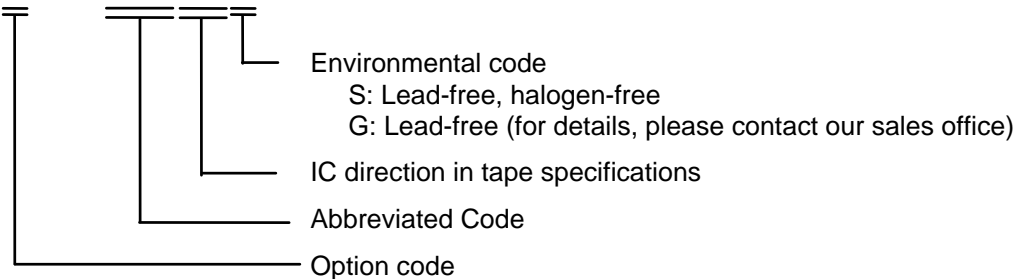 Environmental code
S: Lead-free, halogen-free
G: Lead-free (for details, please contact our sales office)
IC direction in tape specifications
Abbreviated Code
Option code